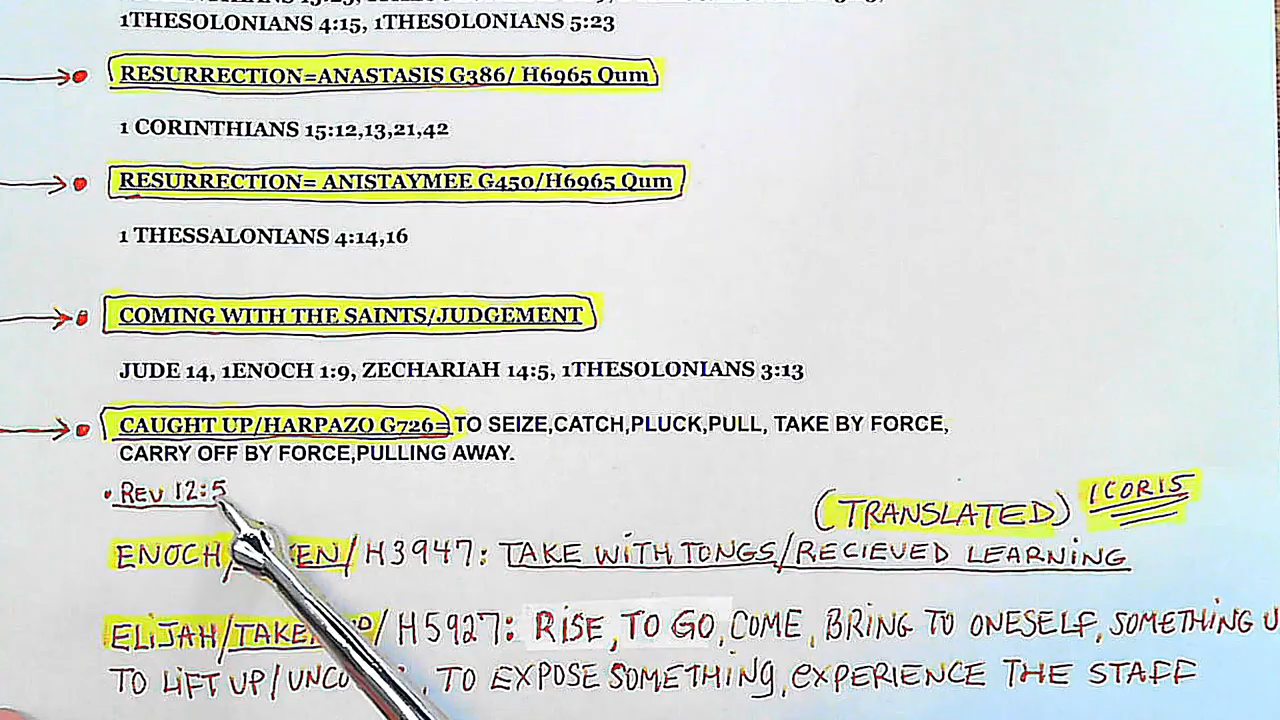 1THESOLONIANS 4:15, 1THESOLONIANS 5:23
RESURRECTION=ANASTASIS G386/ H6965 Qum
1 CORINTHIANS 15:12,13,21,42
RESURRECTION= ANISTAYMEE G450/H6965 Qum
1 THESSALONIANS 4:14,16
COMING WITH THE SAINTS/JUDGEMENT
JUDE 14, 1ENOCH 1:9, ZECHARIAH 14:5, 1THESOLONIANS 3:13
CAUGHT UP/HARPAZO G726= TO SEIZE,CATCH,PLUCK,PULL, TAKE BY FORCE,
CARRY OFF BY FORCE,PULLING AWAY.
• REV 12:5
(TRANSLATED) 1COR15
ENOCH/ H3947: TAKE WITH TONGS/RECIEVED LEARNING
ELIJAH/ H5927: RISE, TO GO, COME, BRING TO ONESELF, SOMETHING
TO LIFT UP/ TO EXPOSE SOMETHING, EXPERIENCE THE STAFF